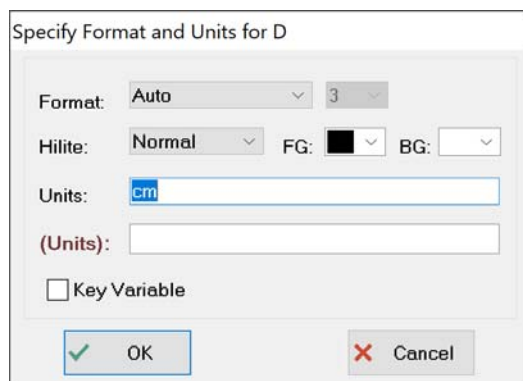 Specify Format and Units for D
Format: Auto 3
Hilite: Normal FG: BG:
Units: cm
(Units):
Key Variable
OK Cancel